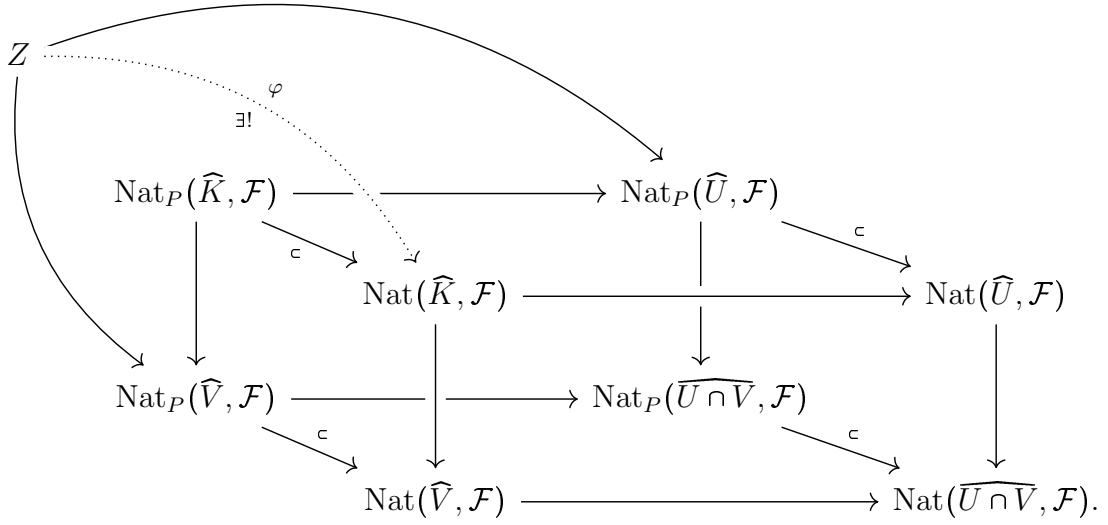 Z
φ
∃!
Nat_P(K̂, ℱ) Nat_P(Û, ℱ)
⊂ ⊂
Nat(K̂, ℱ) Nat(Û, ℱ)
Nat_P(V̂, ℱ) Nat_P(\widehat{U ∩ V}, ℱ)
⊂ ⊂
Nat(V̂, ℱ) Nat(\widehat{U ∩ V}, ℱ).